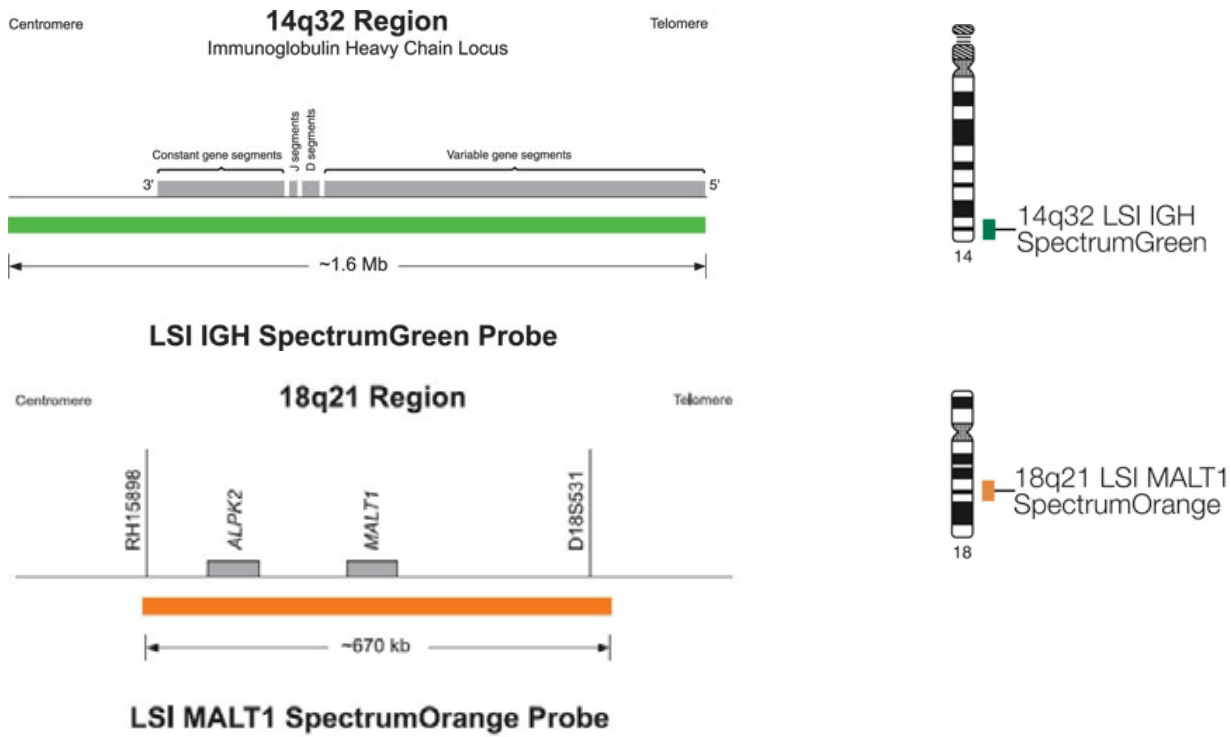 Centromere
14q32 Region
Telomere
Immunoglobulin Heavy Chain Locus
Constant gene segments
J segments
D segments
Variable gene segments
3'
5'
~1.6 Mb
LSI IGH SpectrumGreen Probe
14q32 LSI IGH
SpectrumGreen
14
Centromere
18q21 Region
Telomere
RH15898
ALPK2
MALT1
D18S531
~670 kb
LSI MALT1 SpectrumOrange Probe
18q21 LSI MALT1
SpectrumOrange
18